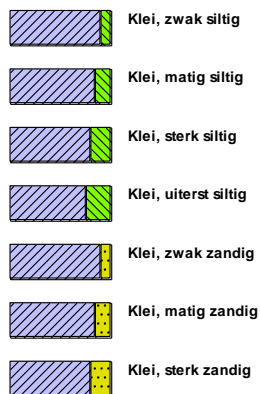 Klei, zwak siltig
Klei, matig siltig
Klei, sterk siltig
Klei, uiterst siltig
Klei, zwak zandig
Klei, matig zandig
Klei, sterk zandig